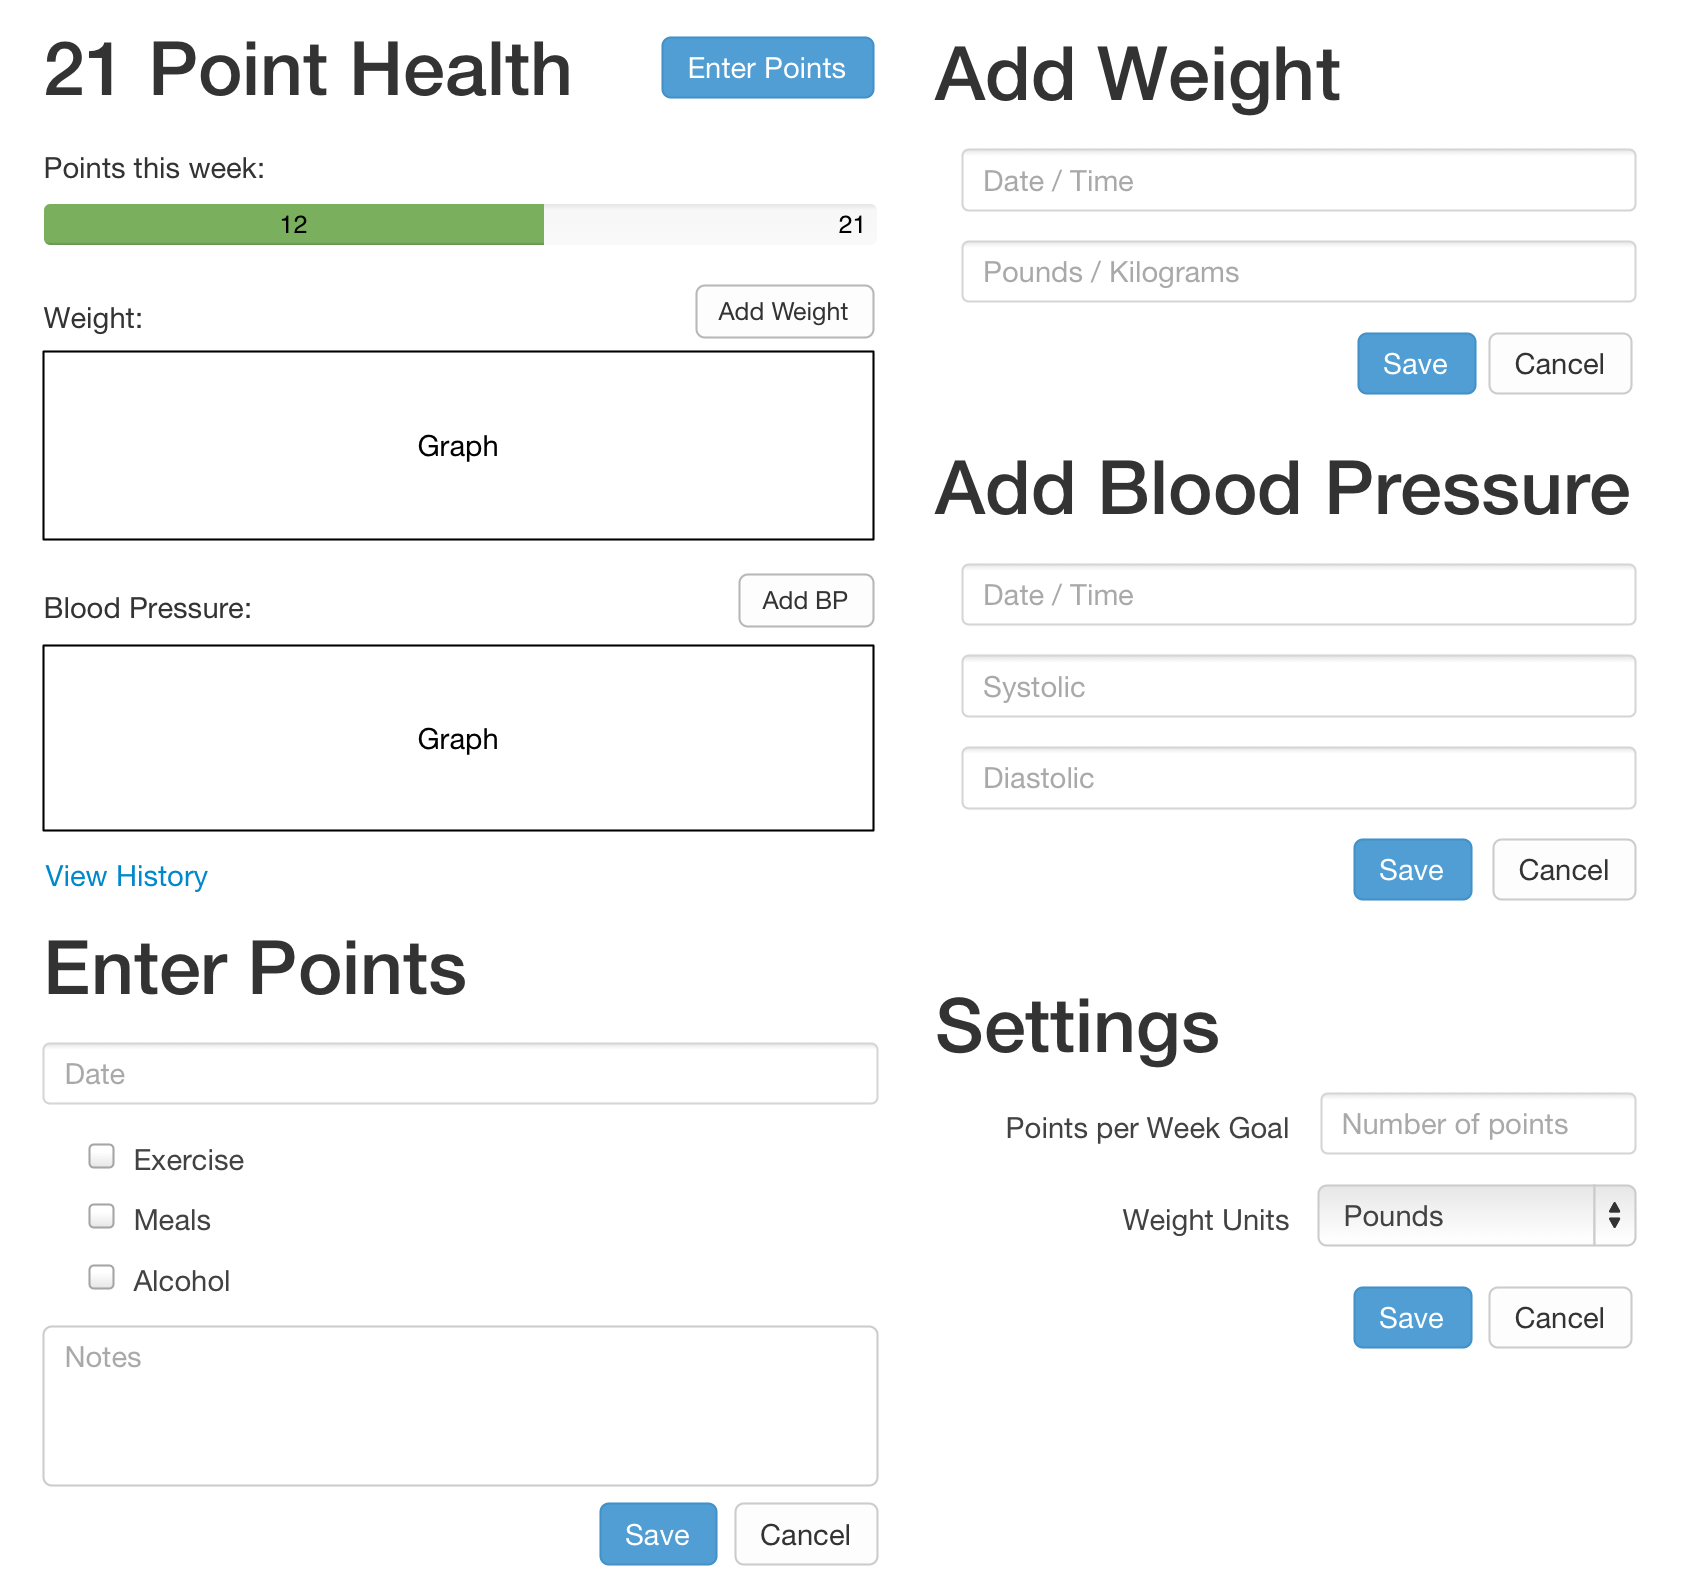 21 Point Health
Enter Points
Points this week:
12
21
Weight:
Add Weight
Graph
Blood Pressure:
Add BP
Graph
View History
Enter Points
Date
Exercise
Meals
Alcohol
Notes
Save
Cancel
Add Weight
Date / Time
Pounds / Kilograms
Save
Cancel
Add Blood Pressure
Date / Time
Systolic
Diastolic
Save
Cancel
Settings
Points per Week Goal
Number of points
Weight Units
Pounds
Save
Cancel